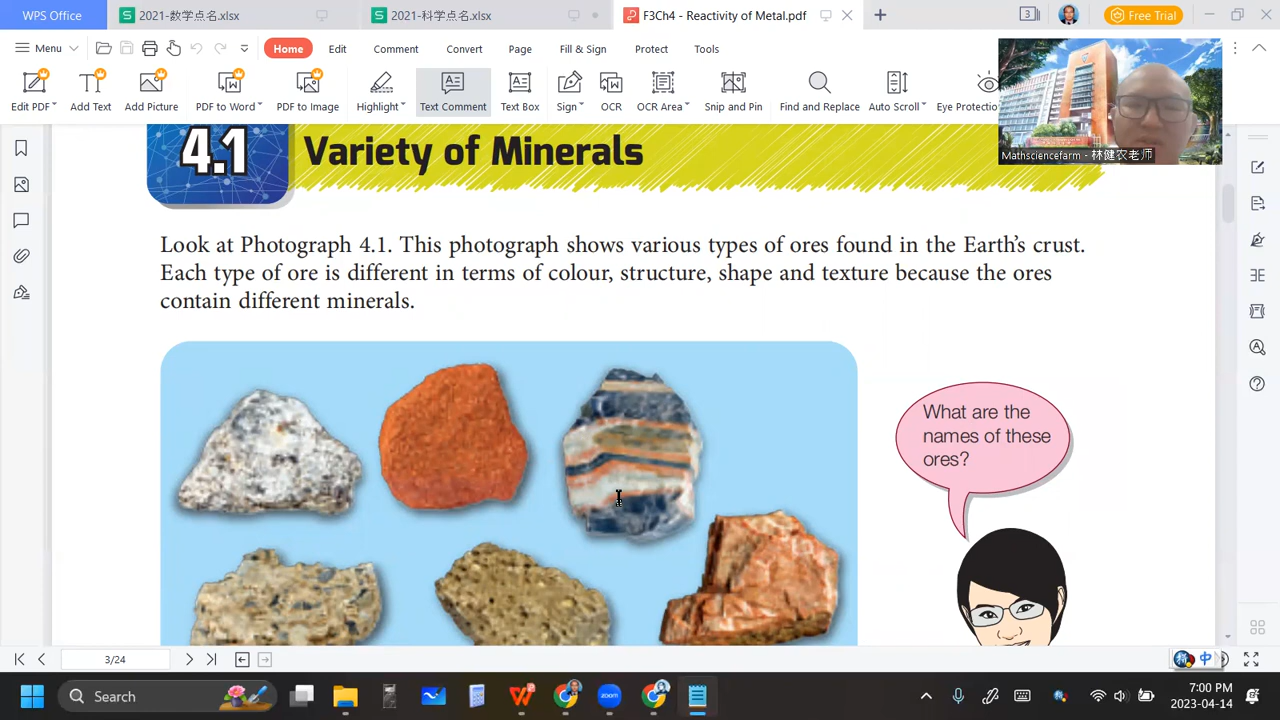 WPS Office
2021-数学点名.xlsx
F3Ch4 - Reactivity of Metal.pdf
3
Free Trial
Menu
Home
Edit
Comment
Convert
Page
Fill & Sign
Protect
Tools
Edit PDF
Add Text
Add Picture
PDF to Word
PDF to Image
Highlight
Text Comment
Text Box
Sign
OCR
OCR Area
Snip and Pin
Find and Replace
Auto Scroll
Eye Protection
Mathsciencefarm - 林健农老师
4.1
Variety of Minerals
Look at Photograph 4.1. This photograph shows various types of ores found in the Earth's crust.
Each type of ore is different in terms of colour, structure, shape and texture because the ores
contain different minerals.
What are the
names of these
ores?
3/24
中
Search
7:00 PM
2023-04-14